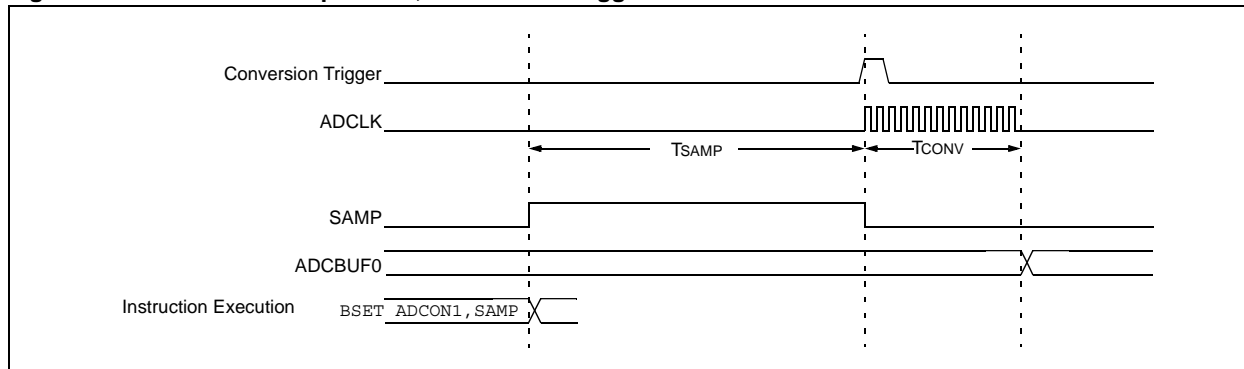 Conversion Trigger
ADCLK
TSAMP
TCONV
SAMP
ADCBUF0
Instruction Execution
BSET ADCON1,SAMP